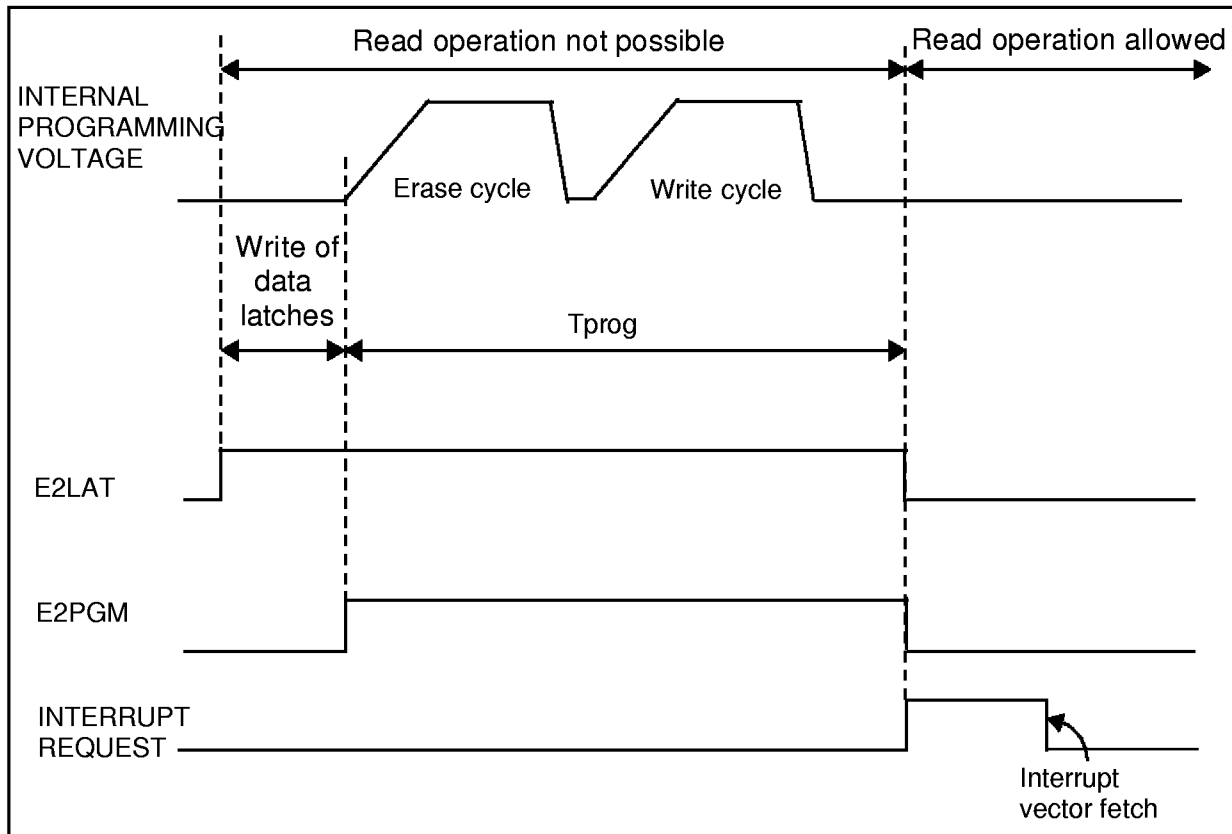 Read operation not possible
Read operation allowed
INTERNAL
PROGRAMMING
VOLTAGE
Erase cycle
Write cycle
Write of
data
latches
Tprog
E2LAT
E2PGM
INTERRUPT
REQUEST
Interrupt
vector fetch